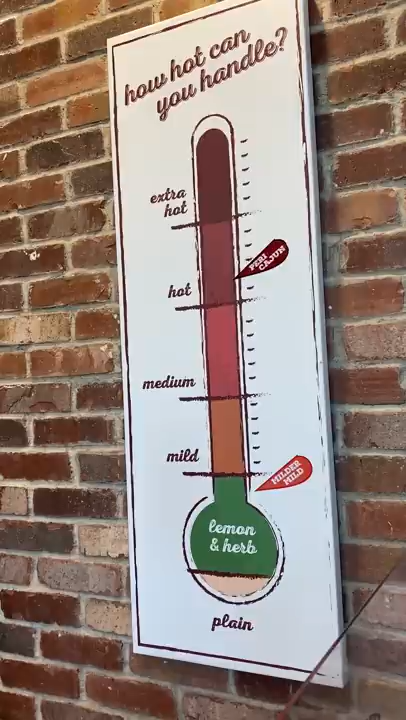 how hot can
you handle?
extra
hot
PERI
CAJUN
hot
medium
mild
MILDER
MILD
lemon
& herb
plain